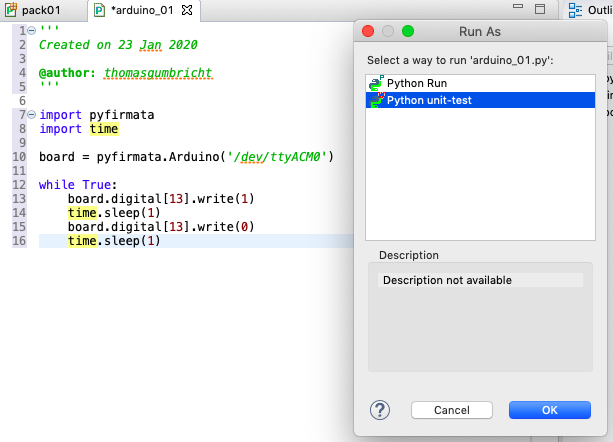 pack01
*arduino_01
Outli
1 '''
2 Created on 23 Jan 2020
3
4 @author: thomasgumbricht
5 '''
6
7 import pyfirmata
8 import time
9
10 board = pyfirmata.Arduino('/dev/ttyACM0')
11
12 while True:
13     board.digital[13].write(1)
14     time.sleep(1)
15     board.digital[13].write(0)
16     time.sleep(1)
Run As
Select a way to run 'arduino_01.py':
Python Run
Python unit-test
Description
Description not available
?
Cancel
OK